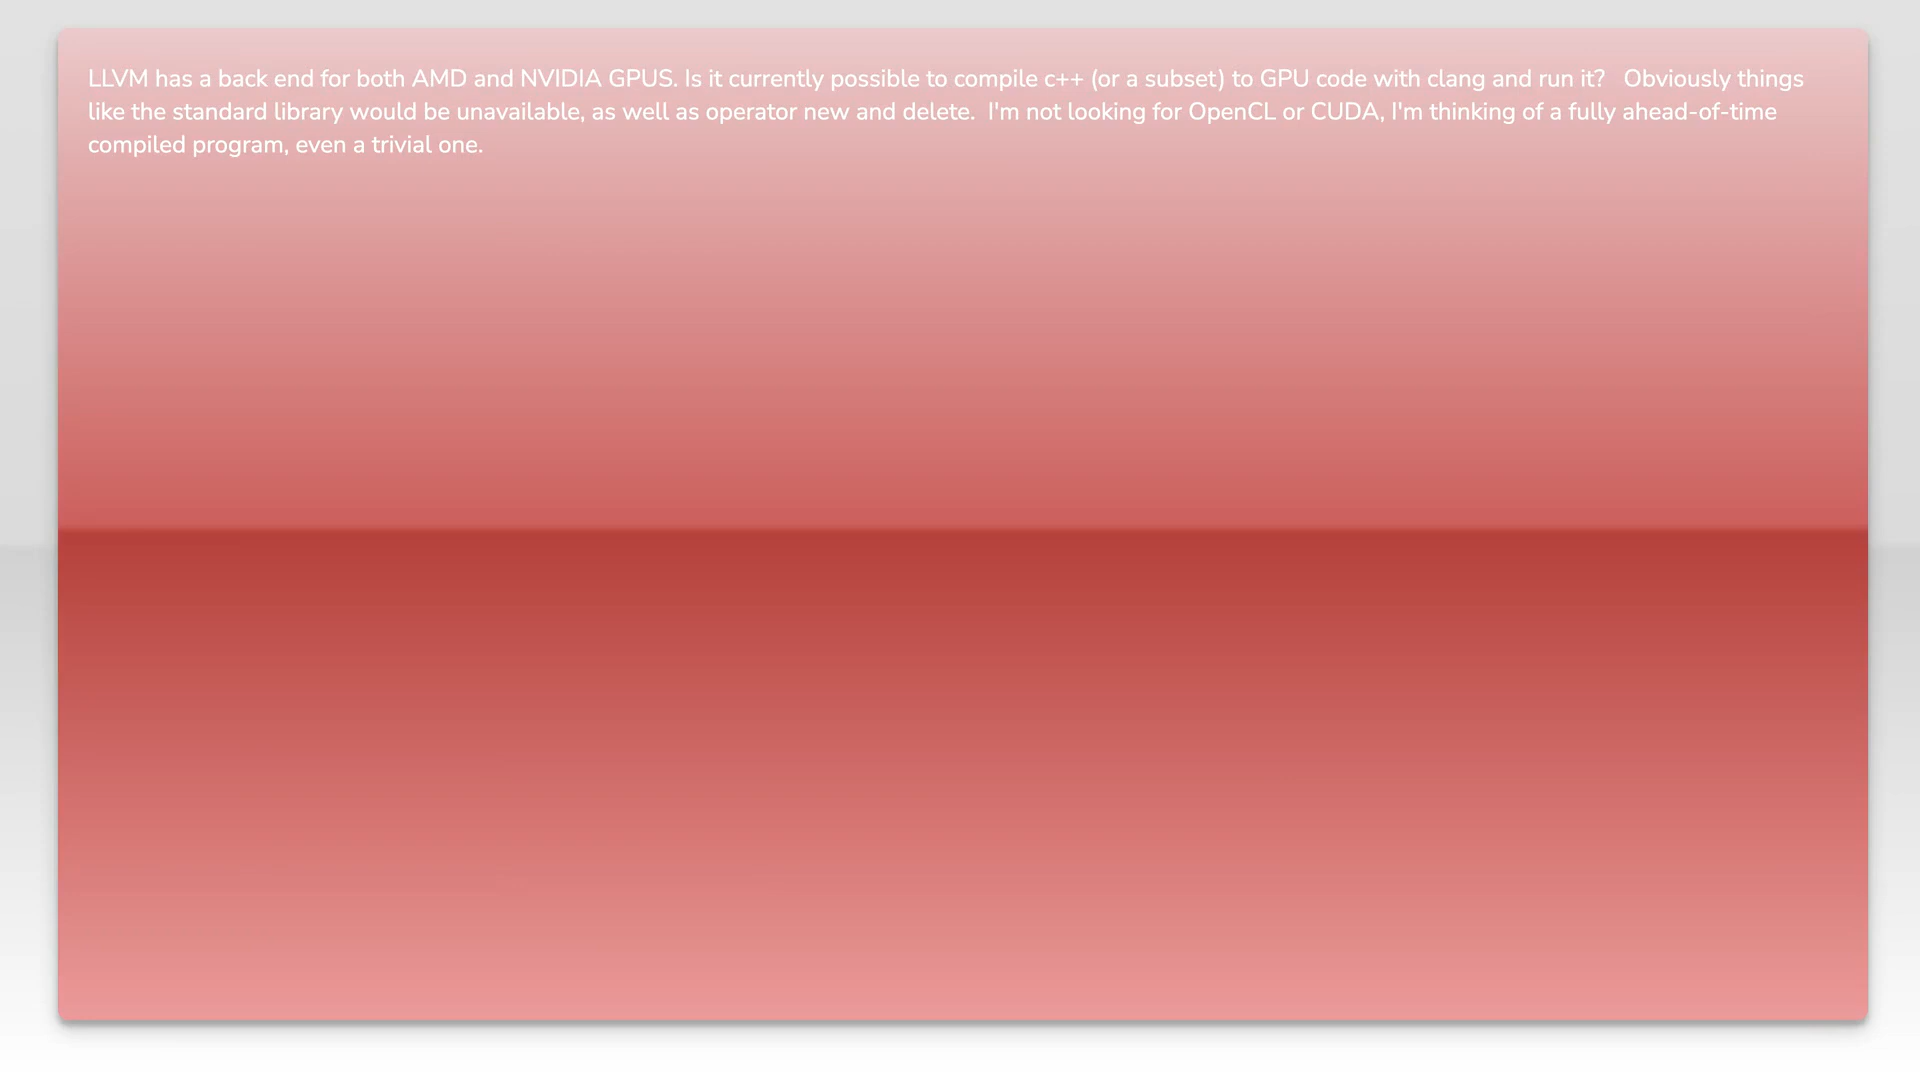 LLVM has a back end for both AMD and NVIDIA GPUS. Is it currently possible to compile c++ (or a subset) to GPU code with clang and run it?   Obviously things
like the standard library would be unavailable, as well as operator new and delete.  I'm not looking for OpenCL or CUDA, I'm thinking of a fully ahead-of-time
compiled program, even a trivial one.